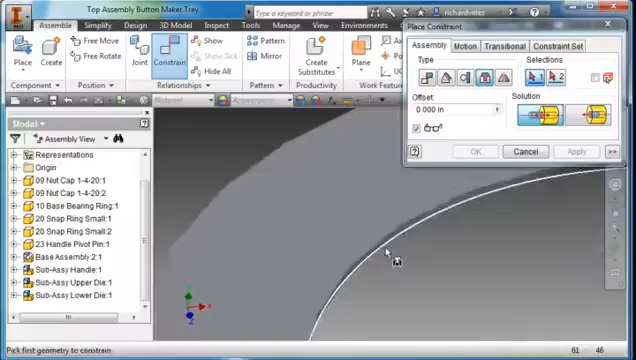 Top Assembly Button Maker Tray
Type a keyword or phrase
richardveles
Assemble Simplify Design 3D Model Inspect Tools Manage View Environments
Place Create
Free Move
Free Rotate
Joint Constrain
Show
Show Sick
Hide All
Pattern
Mirror
Create Substitutes
Plane
Component Relationships
Material Appearance
Model
Assembly View
Representations
Origin
09 Nut Cap 1-4-20:1
09 Nut Cap 1-4-20:2
10 Base Bearing Ring:1
20 Snap Ring Small:1
20 Snap Ring Small:2
23 Handle Pivot Pin:1
Base Assembly 2:1
Sub-Assy Handle:1
Sub-Assy Upper Die:1
Sub-Assy Lower Die:1
Place Constraint
Assembly Motion Transitional Constraint Set
Type Selections
1 2
Offset: Solution
0.000 in
OK Cancel Apply >>
Pick first geometry to constrain. 61 46